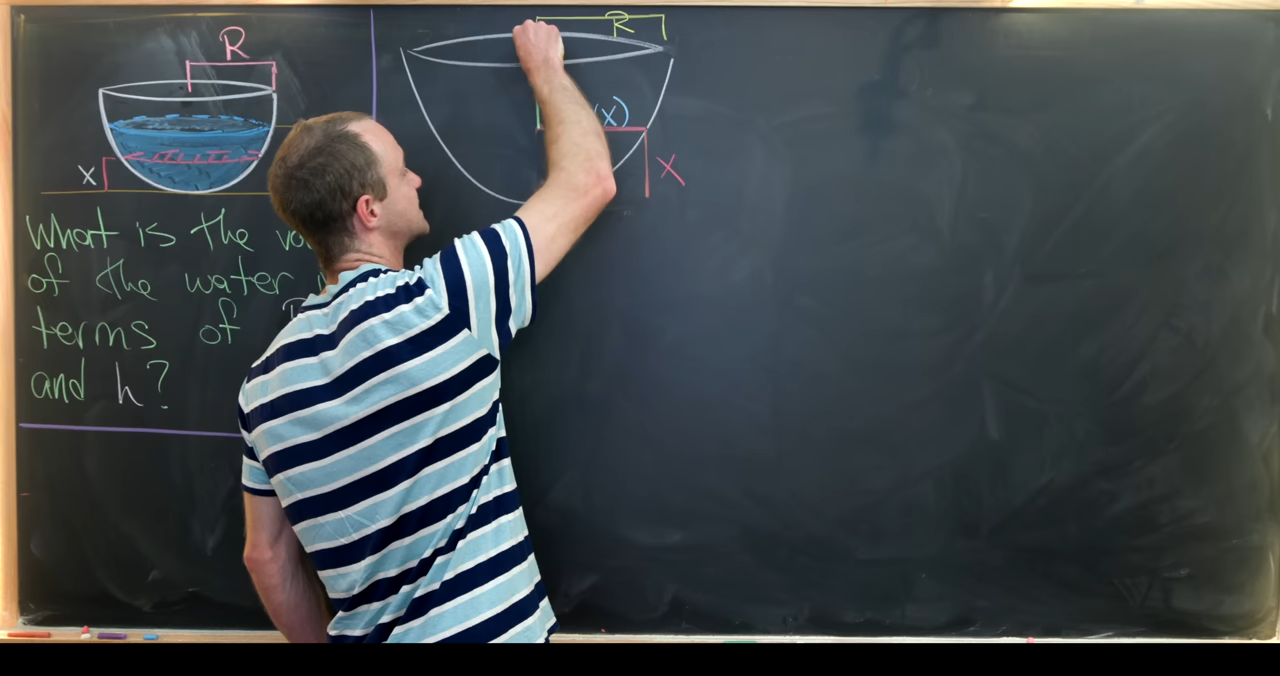 R
x
What is the
of the water
terms of
and h?
R
(x)
x